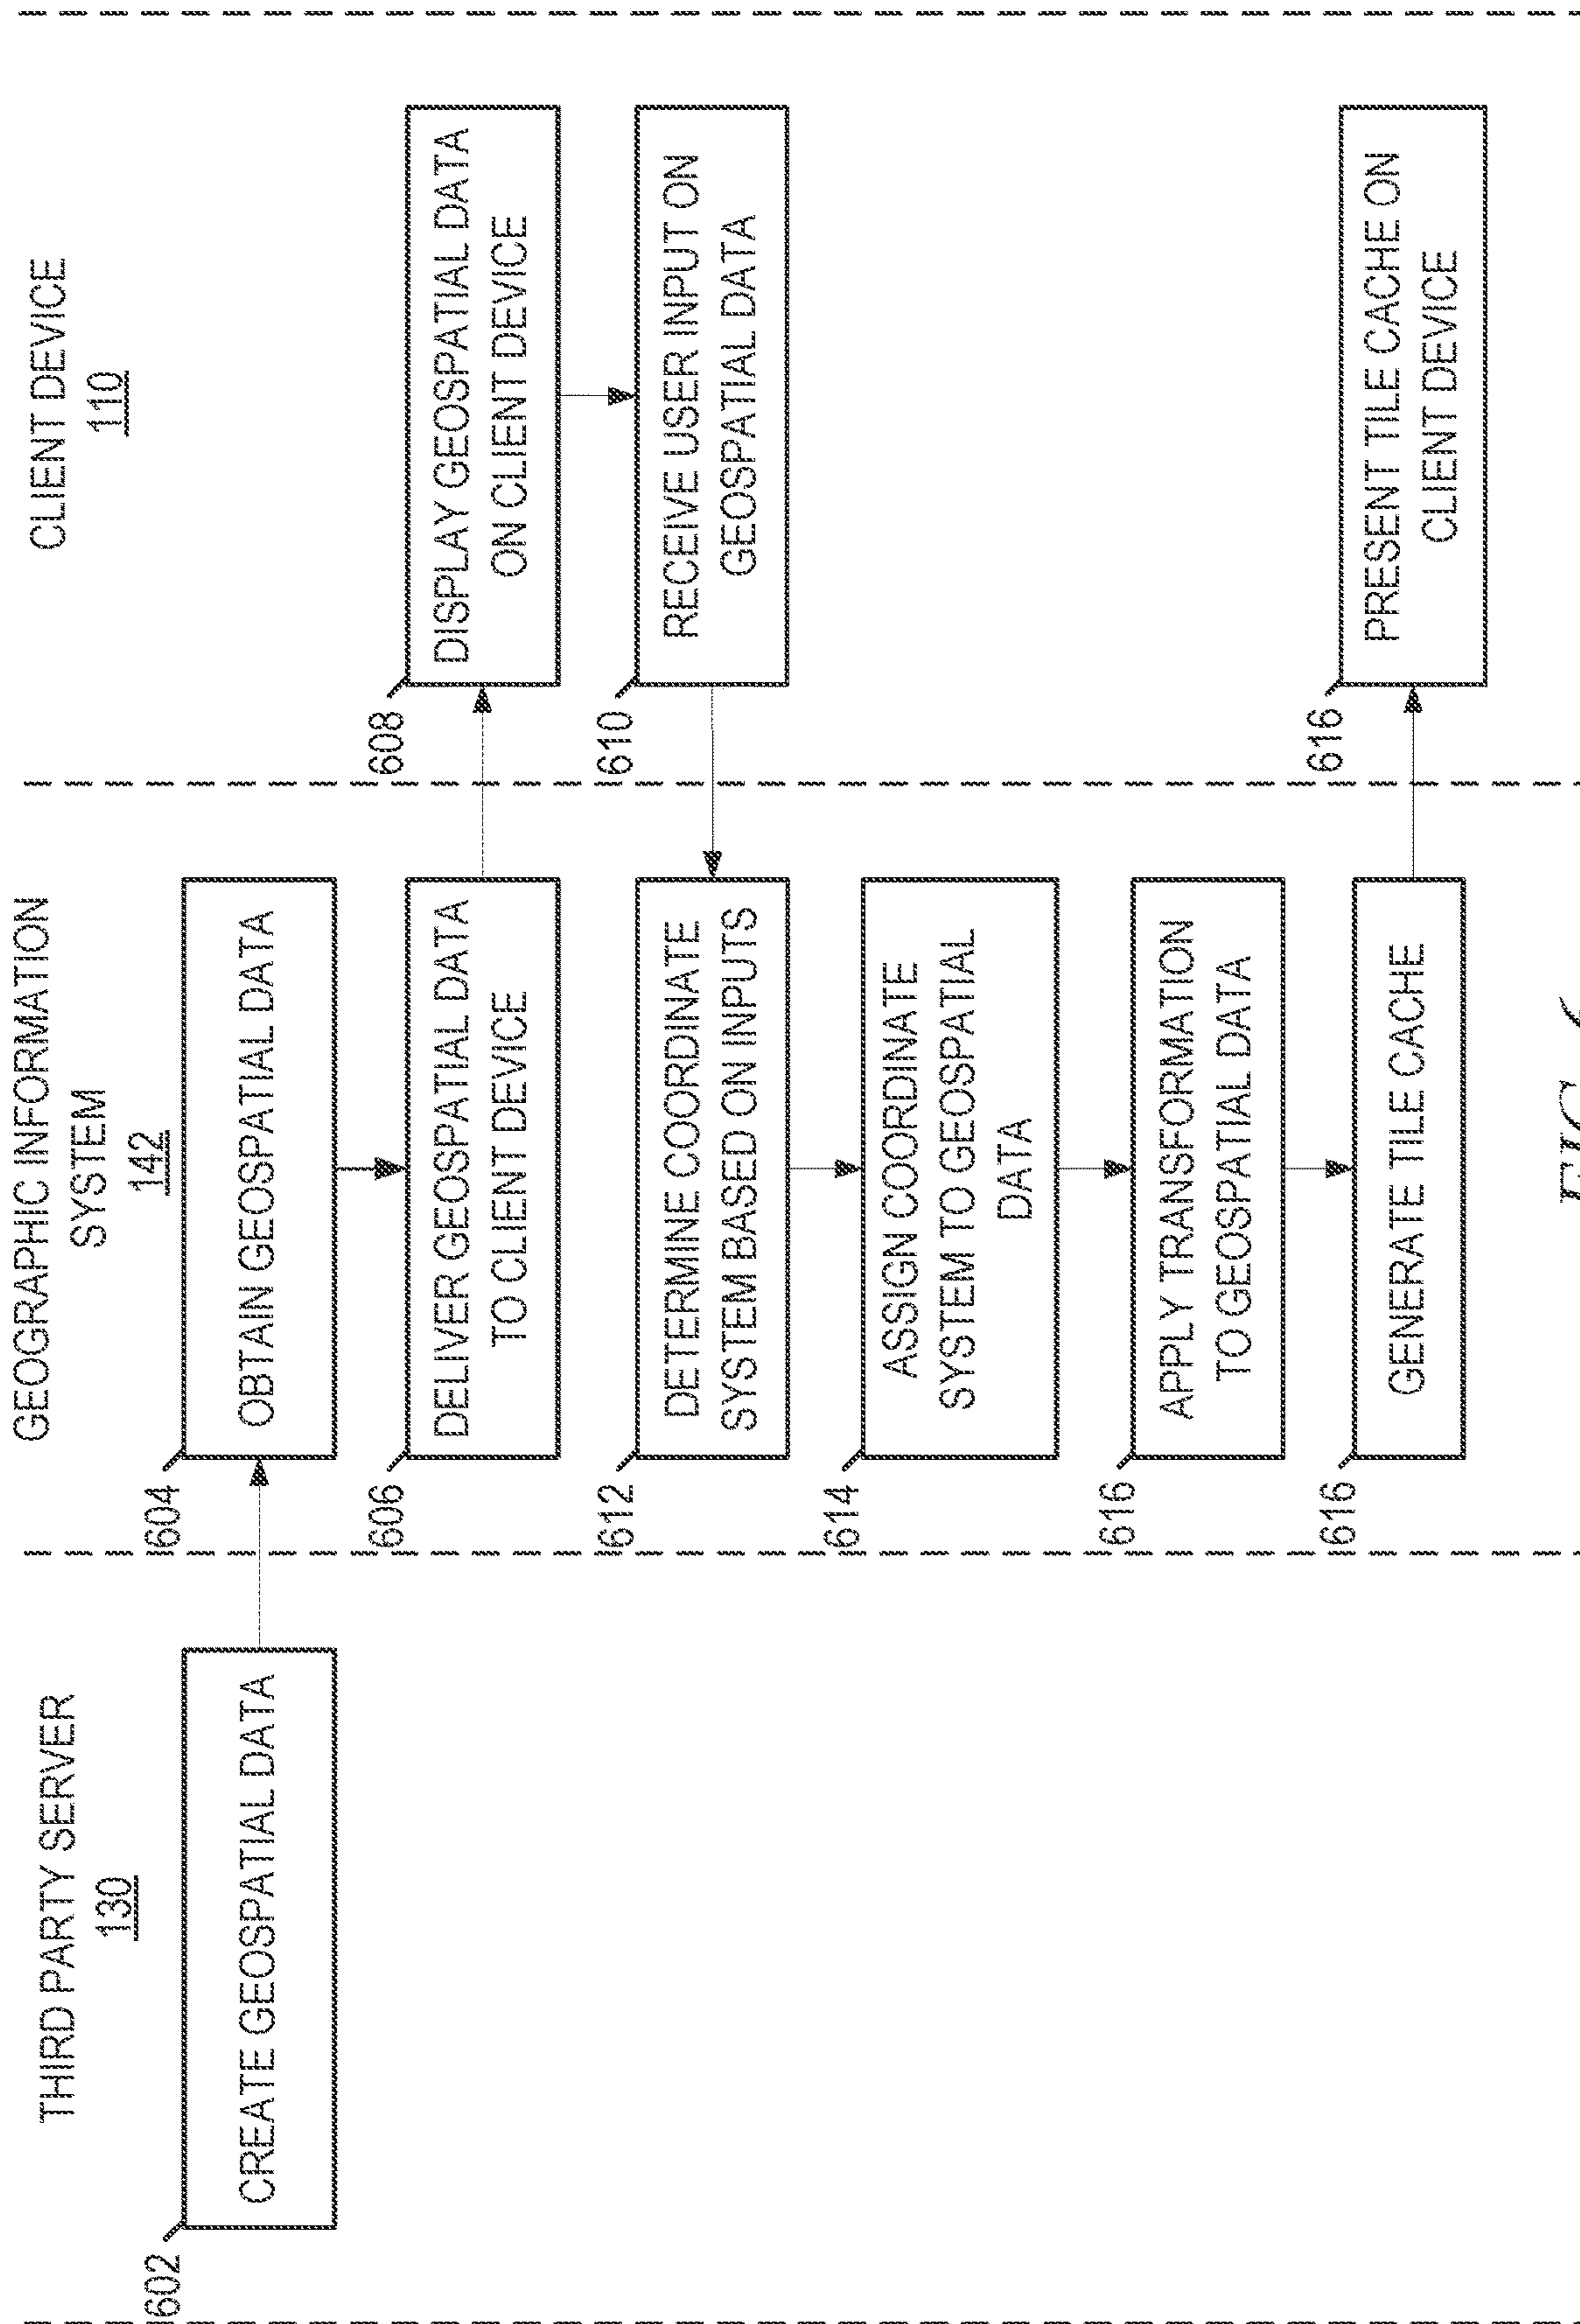 THIRD PARTY SERVER
130
GEOGRAPHIC INFORMATION
SYSTEM
142
CLIENT DEVICE
110
602
CREATE GEOSPATIAL DATA
604
OBTAIN GEOSPATIAL DATA
606
DELIVER GEOSPATIAL DATA
TO CLIENT DEVICE
608
DISPLAY GEOSPATIAL DATA
ON CLIENT DEVICE
610
RECEIVE USER INPUT ON
GEOSPATIAL DATA
612
DETERMINE COORDINATE
SYSTEM BASED ON INPUTS
614
ASSIGN COORDINATE
SYSTEM TO GEOSPATIAL
DATA
616
APPLY TRANSFORMATION
TO GEOSPATIAL DATA
616
GENERATE TILE CACHE
616
PRESENT TILE CACHE ON
CLIENT DEVICE